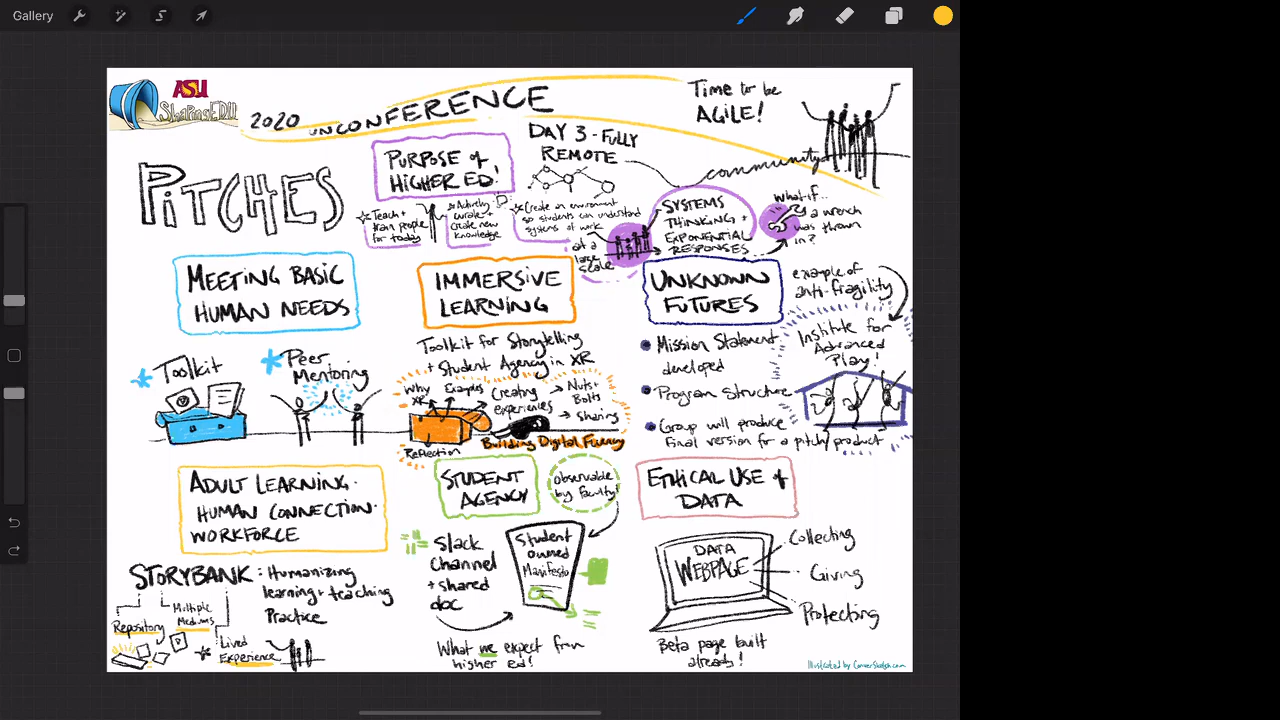 Gallery
ASU
ShapingEDU
2020
UNCONFERENCE
Time to be
AGILE!
DAY 3 - FULLY
REMOTE
community
PITCHES
PURPOSE of
HIGHER ED!
Teach +
train people
for today
Actively
curate +
create new
knowledge
Create an environment
so students can understand
systems at work
at a
large
scale
SYSTEMS
THINKING +
EXPONENTIAL
RESPONSES
what if...
a wrench
was thrown
in?
MEETING BASIC
HUMAN NEEDS
Toolkit
Peer
Mentoring
IMMERSIVE
LEARNING
Toolkit for Storytelling
+ Student Agency in XR
Why
XR
Examples
Creating
experiences
→ Nuts +
Bolts
→ sharing
Building Digital Fluency
Reflection
UNKNOWN
FUTURES
example of
anti-fragility
Institute for
Advanced
Play!
Mission Statement
developed
Program Structure
Group will produce
Final version for a pitch/product
ADULT LEARNING ·
HUMAN CONNECTION ·
WORKFORCE
STORYBANK : Humanizing
learning + teaching
Practice
Repository
Multiple
Mediums
Lived
Experience
STUDENT
AGENCY
observable
by faculty!
Slack
Channel
+ shared
doc
Student
Owned
Manifesto
What we expect from
higher ed!
ETHICAL USE of
DATA
DATA
WEBPAGE
Collecting
Giving
Protecting
Beta page built
already!
Illustrated by ConverSketch.com